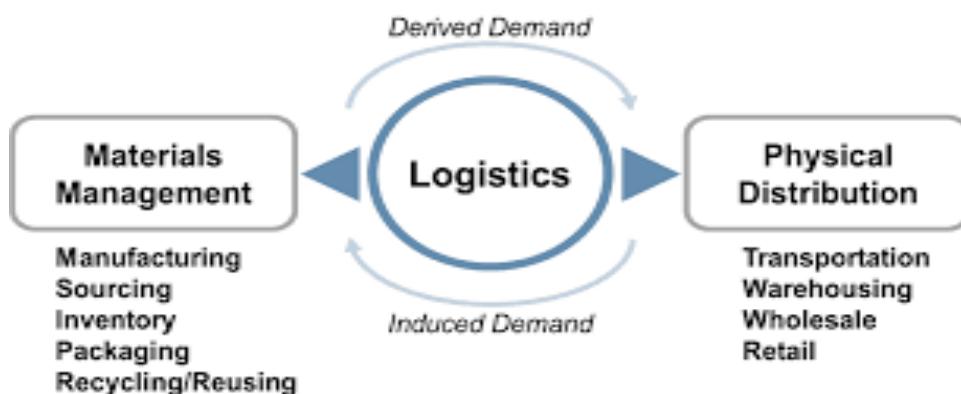 Derived Demand
Materials
Management
Logistics
Physical
Distribution
Manufacturing
Sourcing
Inventory
Packaging
Recycling/Reusing
Induced Demand
Transportation
Warehousing
Wholesale
Retail